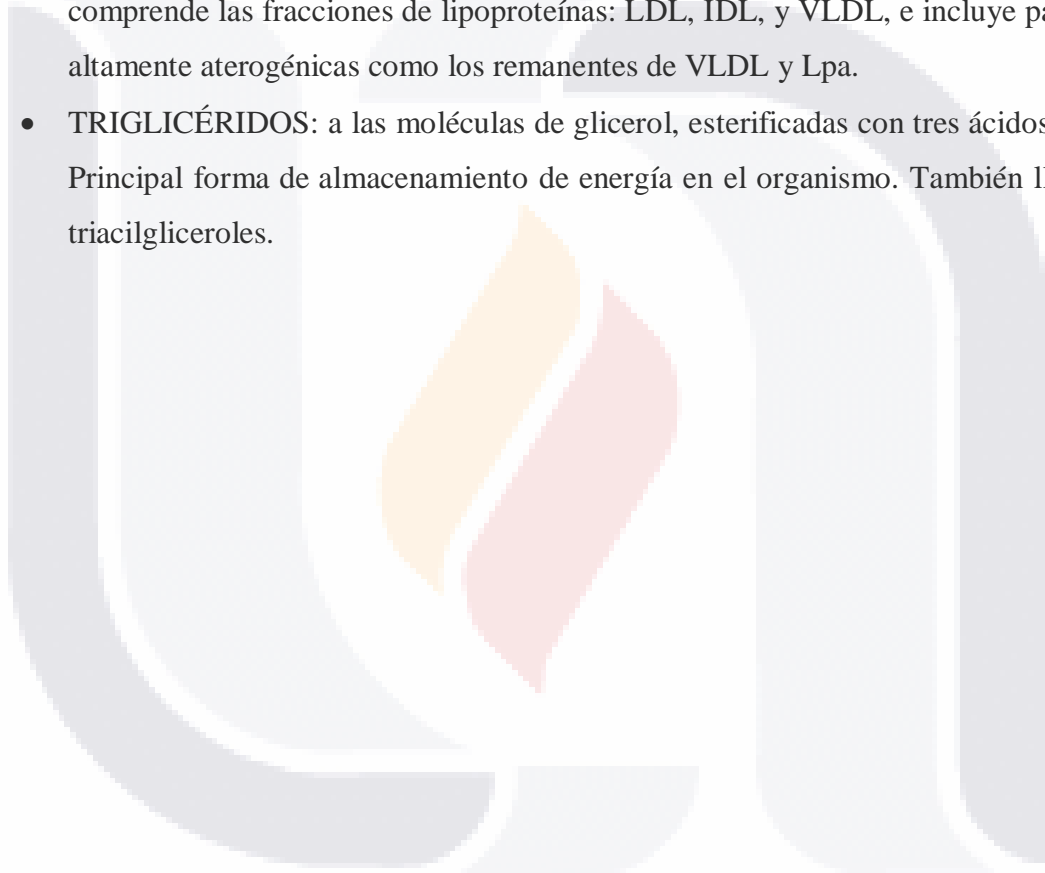 comprende las fracciones de lipoproteínas: LDL, IDL, y VLDL, e incluye
altamente aterogénicas como los remanentes de VLDL y Lpa.
• TRIGLICÉRIDOS: a las moléculas de glicerol, esterificadas con tres ácidos
Principal forma de almacenamiento de energía en el organismo. También
triacilgliceroles.